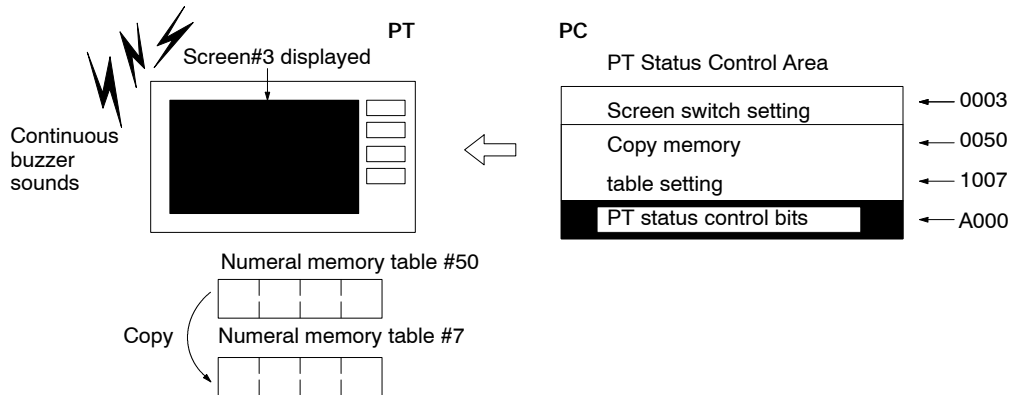 PT
PC
Screen#3 displayed
PT Status Control Area
Continuous
buzzer
sounds
Screen switch setting
0003
Copy memory
0050
table setting
1007
PT status control bits
A000
Numeral memory table #50
Copy
Numeral memory table #7